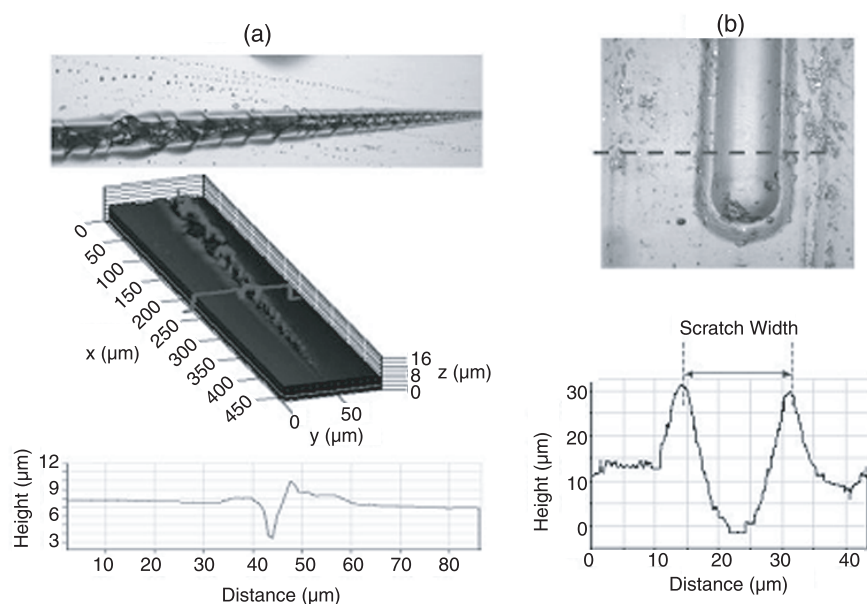 (a)
0
50
100
150
200
250
300
350
400
450
x (µm)
0
50
y (µm)
16
8
0
z (µm)
12
9
6
3
Height (µm)
10 20 30 40 50 60 70 80
Distance (µm)
(b)
Scratch Width
30
20
10
0
Height (µm)
0 10 20 30 40
Distance (µm)